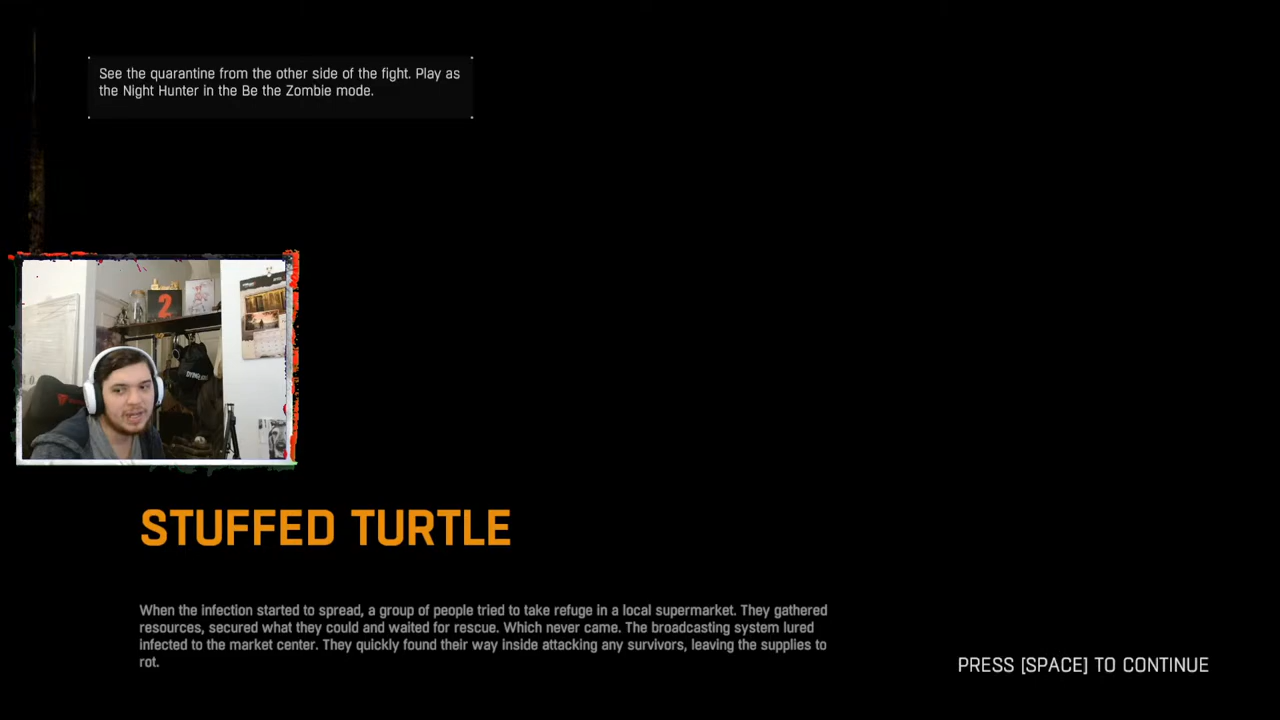 See the quarantine from the other side of the fight. Play as
the Night Hunter in the Be the Zombie mode.
2
STUFFED TURTLE
When the infection started to spread, a group of people tried to take refuge in a local supermarket. They gathered
resources, secured what they could and waited for rescue. Which never came. The broadcasting system lured
infected to the market center. They quickly found their way inside attacking any survivors, leaving the supplies to
rot.
PRESS [SPACE] TO CONTINUE